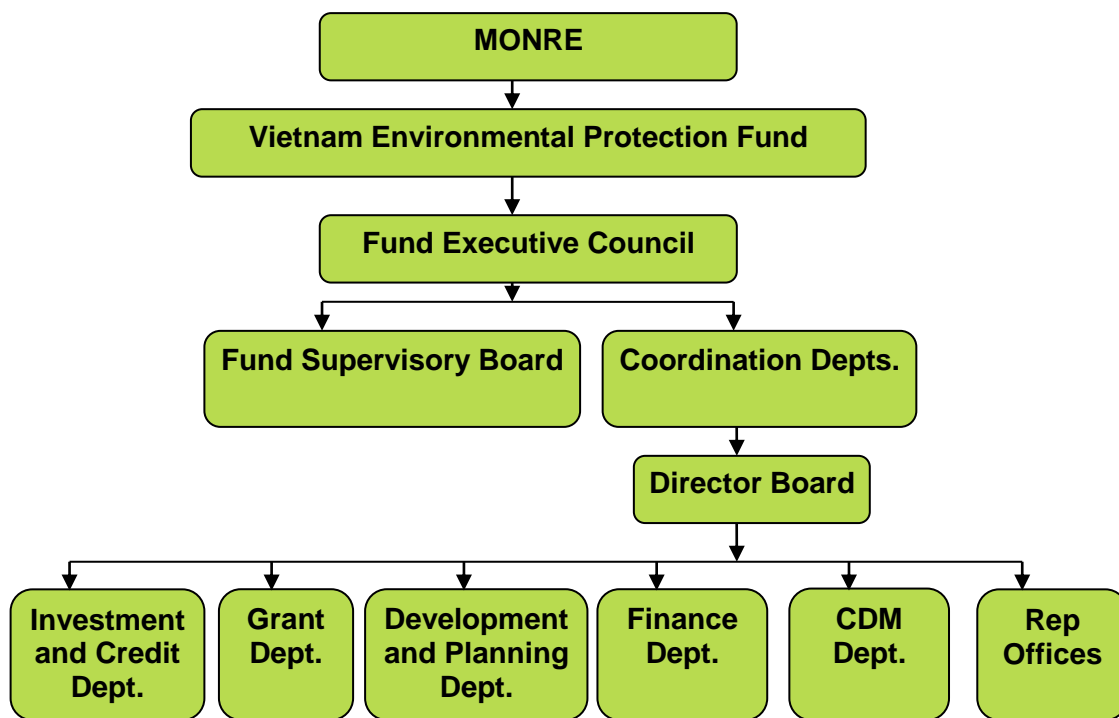 MONRE
Vietnam Environmental Protection Fund
Fund Executive Council
Fund Supervisory Board
Coordination Depts.
Director Board
Investment
and Credit
Dept.
Grant
Dept.
Development
and Planning
Dept.
Finance
Dept.
CDM
Dept.
Rep
Offices